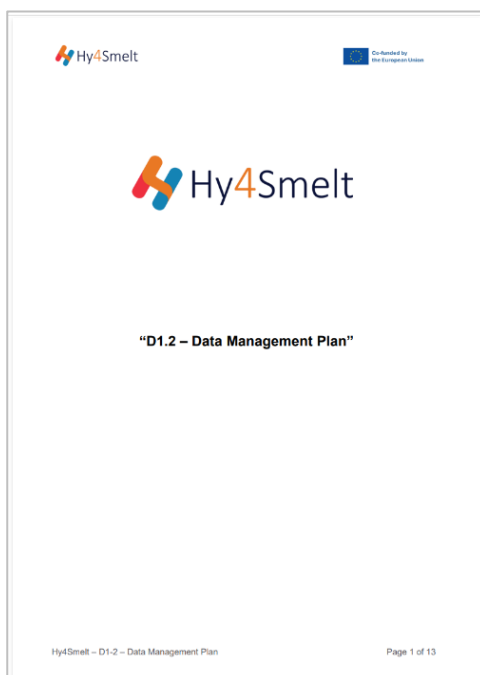 Hy4Smelt
Co-funded by
the European Union
Hy4Smelt
“D1.2 – Data Management Plan”
Hy4Smelt – D1-2 – Data Management Plan
Page 1 of 13